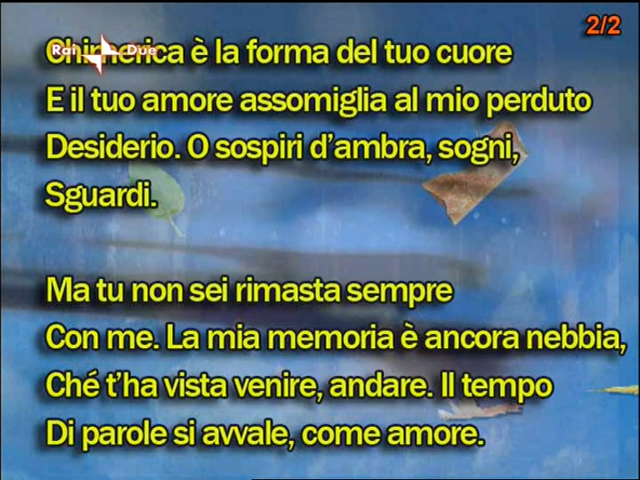 2/2
Rai Due
Chimerica è la forma del tuo cuore
E il tuo amore assomiglia al mio perduto
Desiderio. O sospiri d'ambra, sogni,
Sguardi.
Ma tu non sei rimasta sempre
Con me. La mia memoria è ancora nebbia,
Ché t'ha vista venire, andare. Il tempo
Di parole si avvale, come amore.